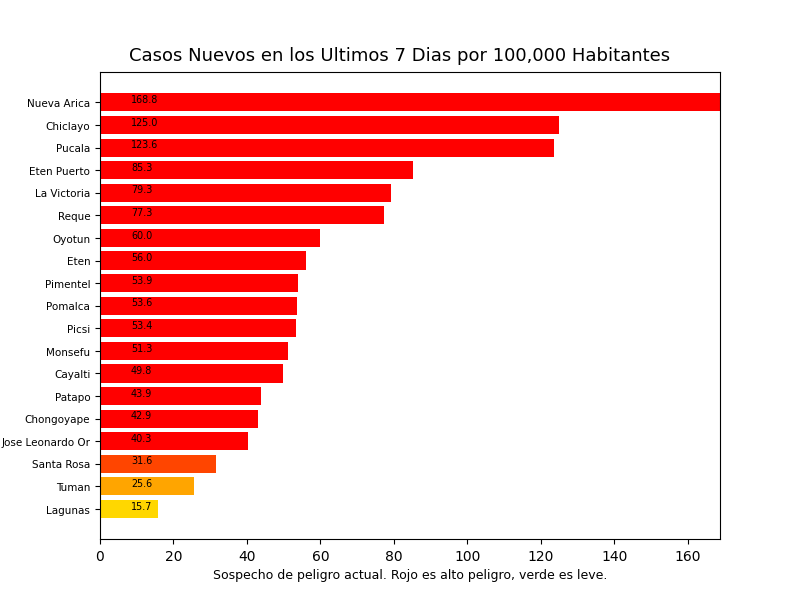 Casos Nuevos en los Ultimos 7 Dias por 100,000 Habitantes
Nueva Arica 168.8
Chiclayo 125.0
Pucala 123.6
Eten Puerto 85.3
La Victoria 79.3
Reque 77.3
Oyotun 60.0
Eten 56.0
Pimentel 53.9
Pomalca 53.6
Picsi 53.4
Monsefu 51.3
Cayalti 49.8
Patapo 43.9
Chongoyape 42.9
Jose Leonardo Or 40.3
Santa Rosa 31.6
Tuman 25.6
Lagunas 15.7
0 20 40 60 80 100 120 140 160
Sospecho de peligro actual. Rojo es alto peligro, verde es leve.